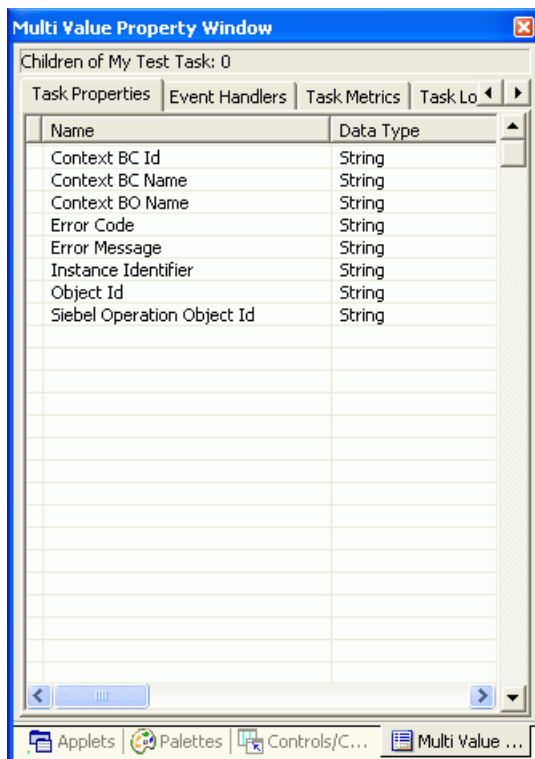 Multi Value Property Window
Children of My Test Task: 0
Task Properties Event Handlers Task Metrics Task Lo
Name Data Type
Context BC Id String
Context BC Name String
Context BO Name String
Error Code String
Error Message String
Instance Identifier String
Object Id String
Siebel Operation Object Id String
Applets Palettes Controls/C... Multi Value ...